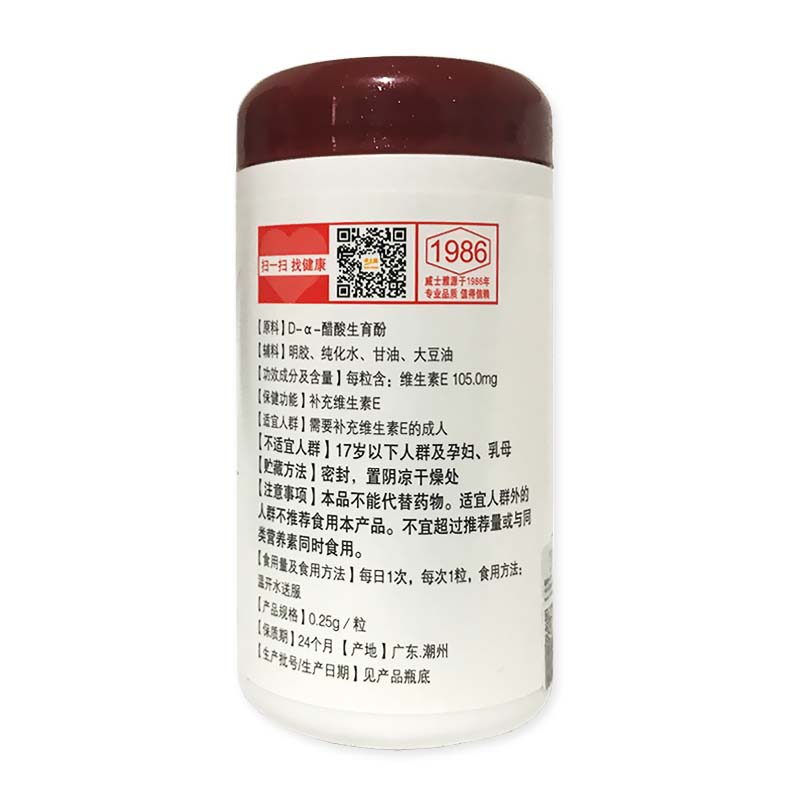 扫一扫 找健康
1986
威士雅源于1986年
专业品质 值得信赖
【原料】D-α-醋酸生育酚
【辅料】明胶、纯化水、甘油、大豆油
【功效成分及含量】每粒含：维生素E 105.0mg
【保健功能】补充维生素E
【适宜人群】需要补充维生素E的成人
【不适宜人群】17岁以下人群及孕妇、乳母
【贮藏方法】密封，置阴凉干燥处
【注意事项】本品不能代替药物。适宜人群外的
人群不推荐食用本产品。不宜超过推荐量或与同
类营养素同时食用。
【食用量及食用方法】每日1次，每次1粒，食用方法：
温开水送服
【产品规格】0.25g/粒
【保质期】24个月【产地】广东.潮州
【生产批号/生产日期】见产品瓶底